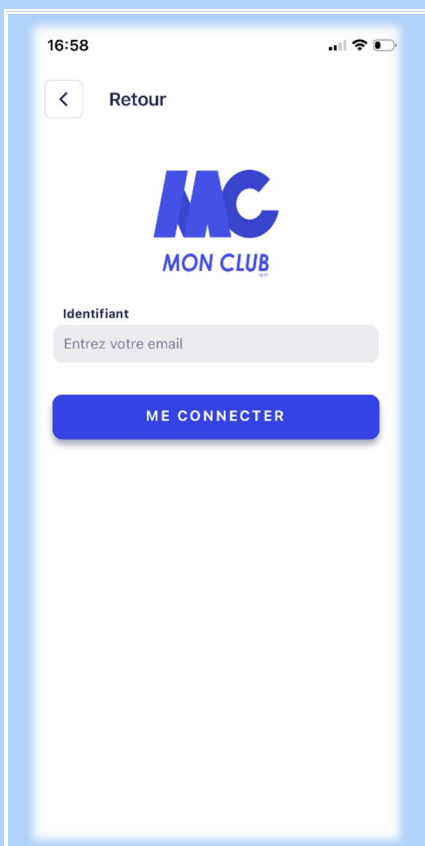 16:58
Retour
MC
MON CLUB
Identifiant
Entrez votre email
ME CONNECTER